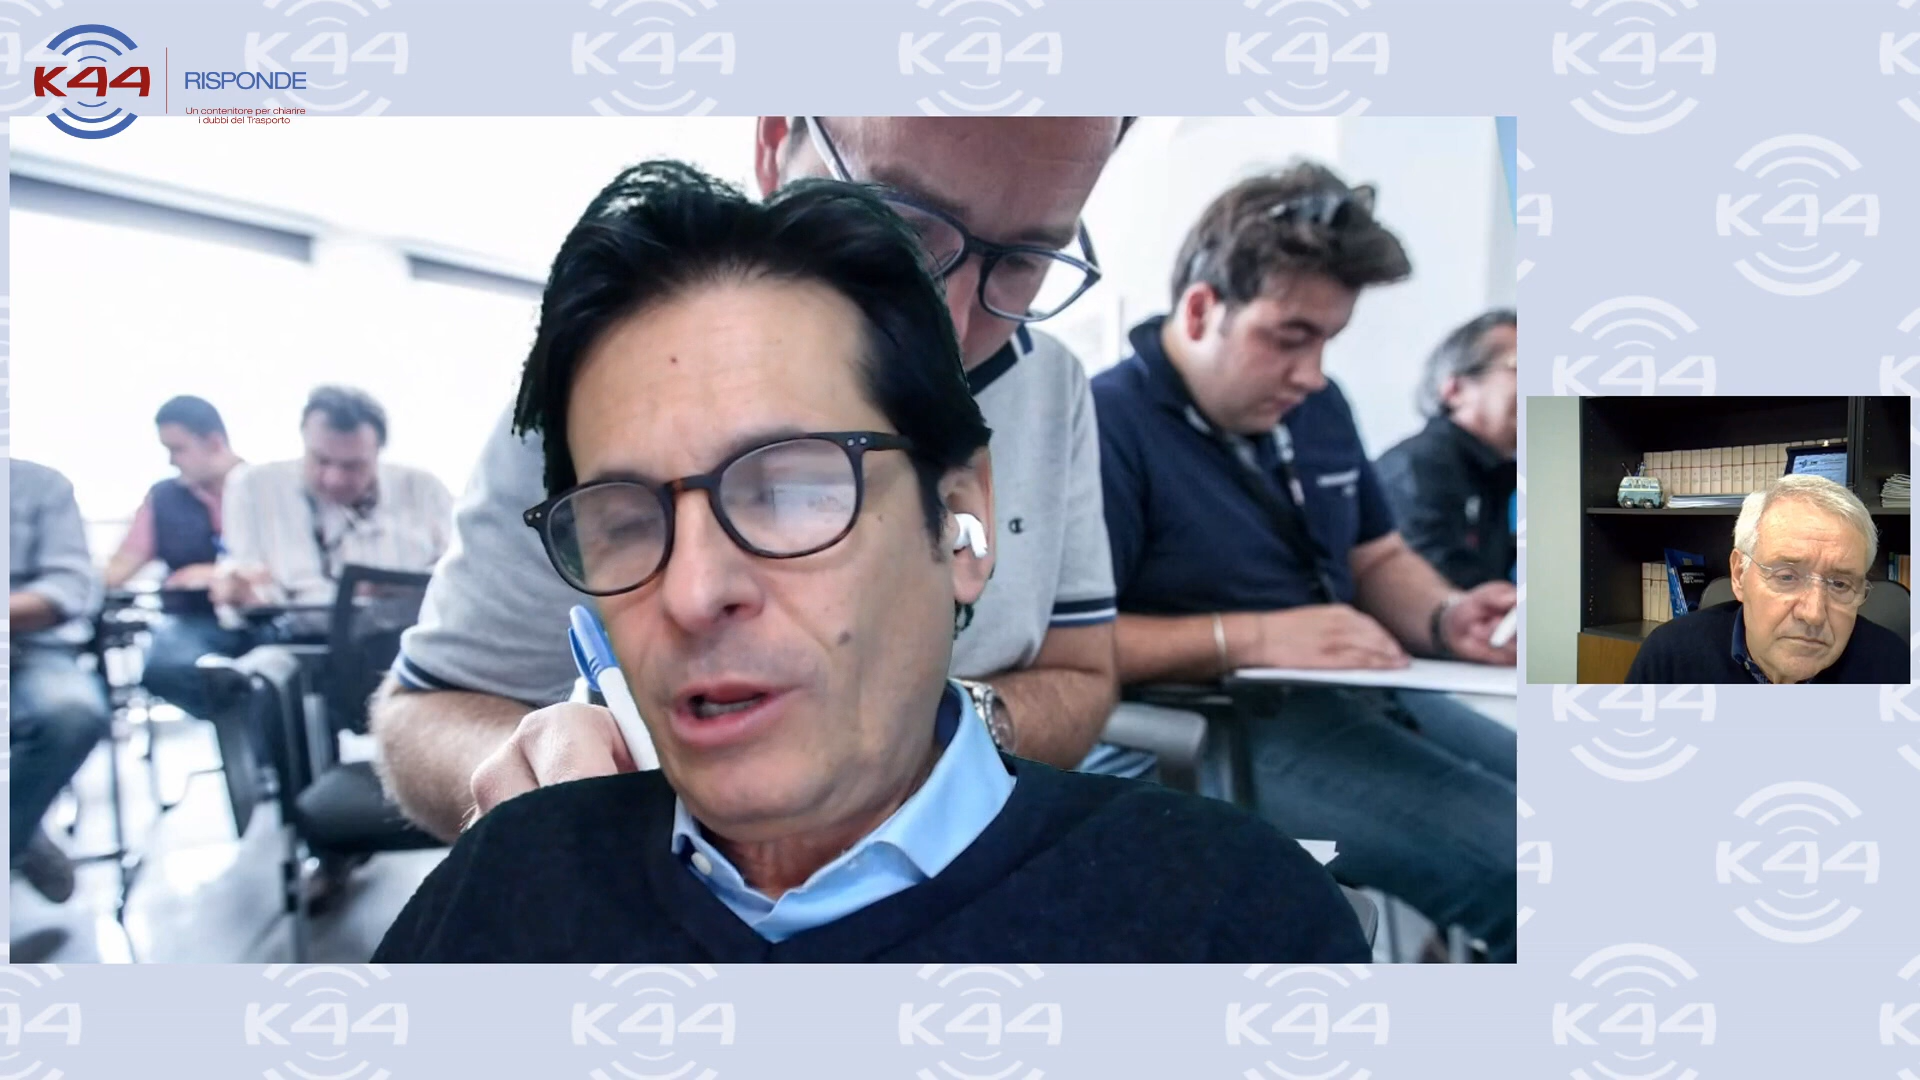 K44
RISPONDE
Un contenitore per chiarire
i dubbi del Trasporto